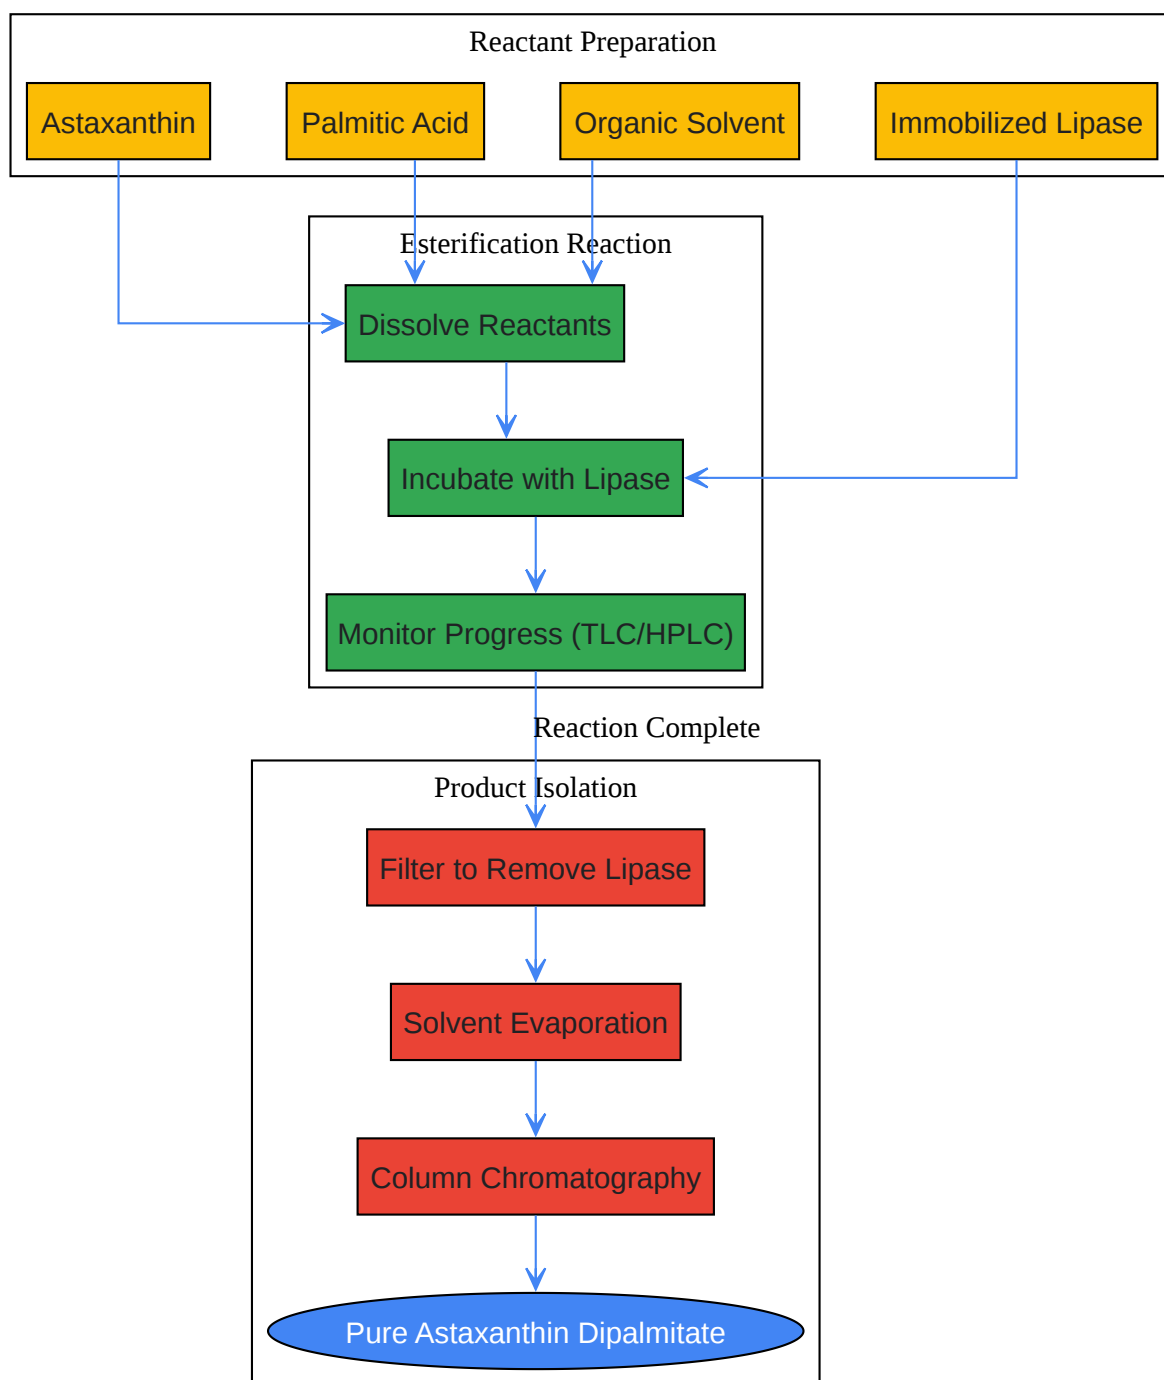 Reactant Preparation
Astaxanthin
Palmitic Acid
Organic Solvent
Immobilized Lipase
Esterification Reaction
Dissolve Reactants
Incubate with Lipase
Monitor Progress (TLC/HPLC)
Reaction Complete
Product Isolation
Filter to Remove Lipase
Solvent Evaporation
Column Chromatography
Pure Astaxanthin Dipalmitate